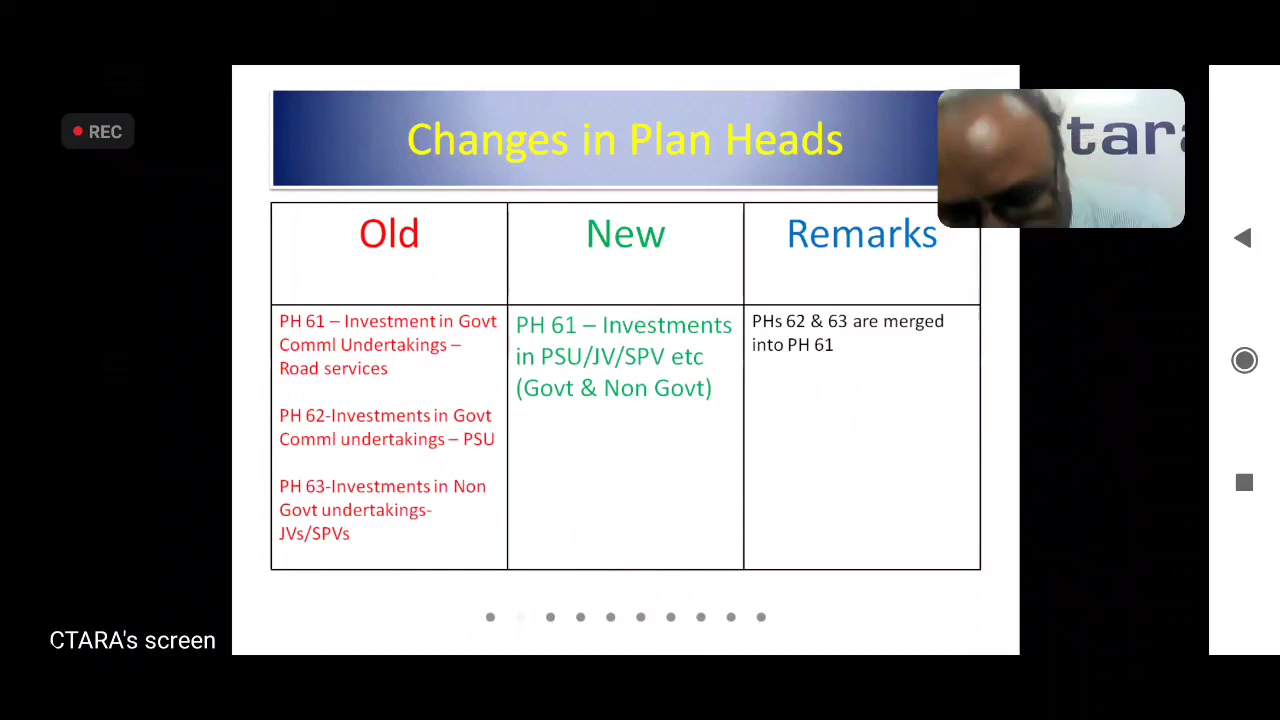 REC
Changes in Plan Heads
tara
Old
New
Remarks
PH 61 – Investment in Govt
Comml Undertakings –
Road services
PH 62-Investments in Govt
Comml undertakings – PSU
PH 63-Investments in Non
Govt undertakings-
JVs/SPVs
PH 61 – Investments
in PSU/JV/SPV etc
(Govt & Non Govt)
PHs 62 & 63 are merged
into PH 61
CTARA's screen